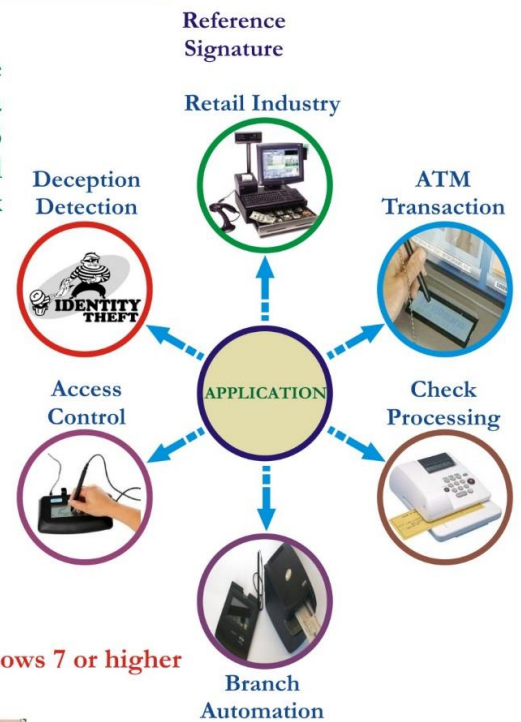 Reference
Signature
Retail Industry
Deception
Detection
ATM
Transaction
IDENTITY
THEFT
APPLICATION
Access
Control
Check
Processing
ows 7 or higher
Branch
Automation